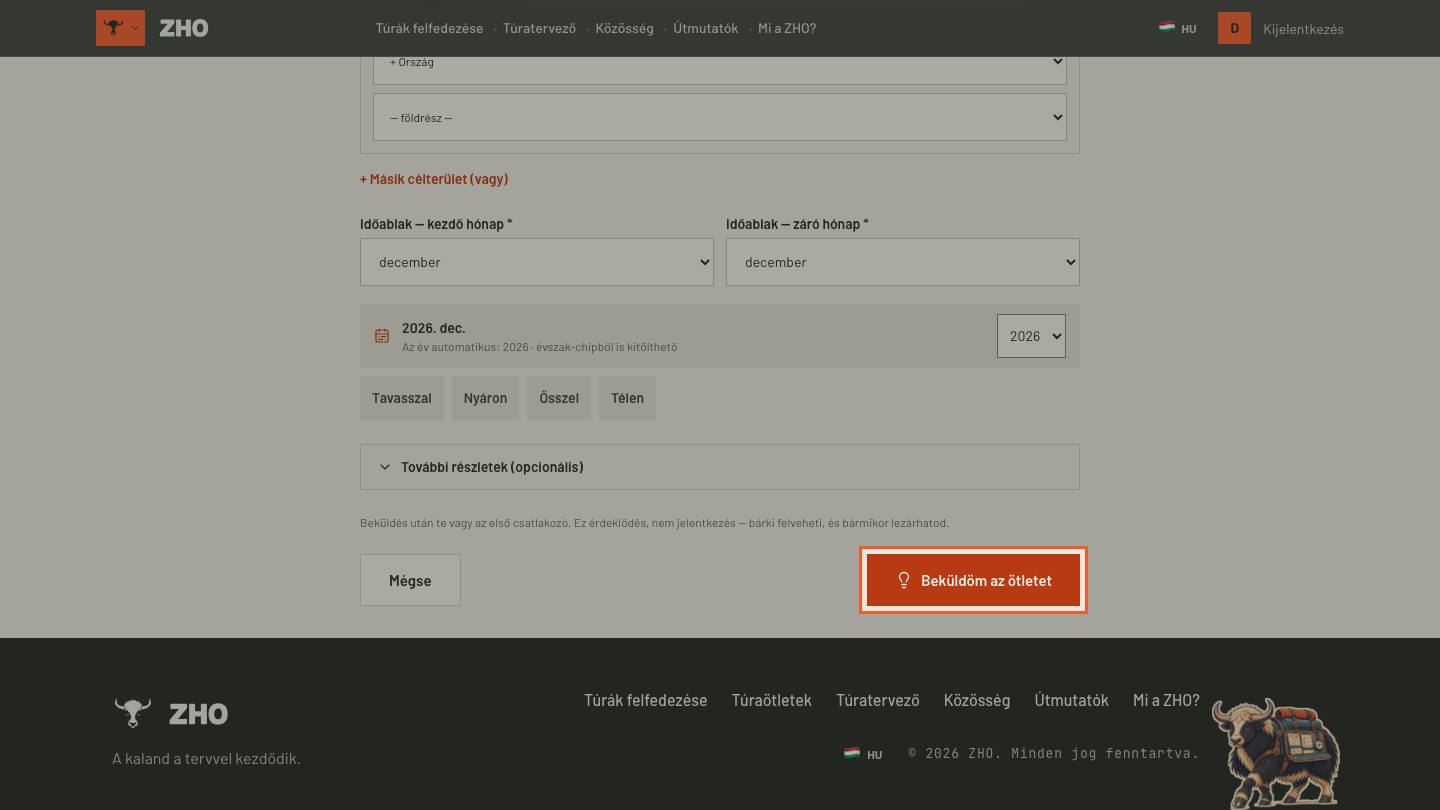 ZHO
Túrák felfedezése · Túratervező · Közösség · Útmutatók · Mi a ZHO?
HU
D
Kijelentkezés
+ Ország
— földrész —
+ Másik célterület (vagy)
Időablak — kezdő hónap *
Időablak — záró hónap *
december
december
2026. dec.
Az év automatikus: 2026 · évszak-chipből is kitölthető
2026
Tavasszal
Nyáron
Ősszel
Télen
További részletek (opcionális)
Beküldés után te vagy az első csatlakozó. Ez érdeklődés, nem jelentkezés — bárki felveheti, és bármikor lezárhatod.
Mégse
Beküldöm az ötletet
ZHO
A kaland a tervvel kezdődik.
Túrák felfedezése Túraötletek Túratervező Közösség Útmutatók Mi a ZHO?
HU
© 2026 ZHO. Minden jog fenntartva.